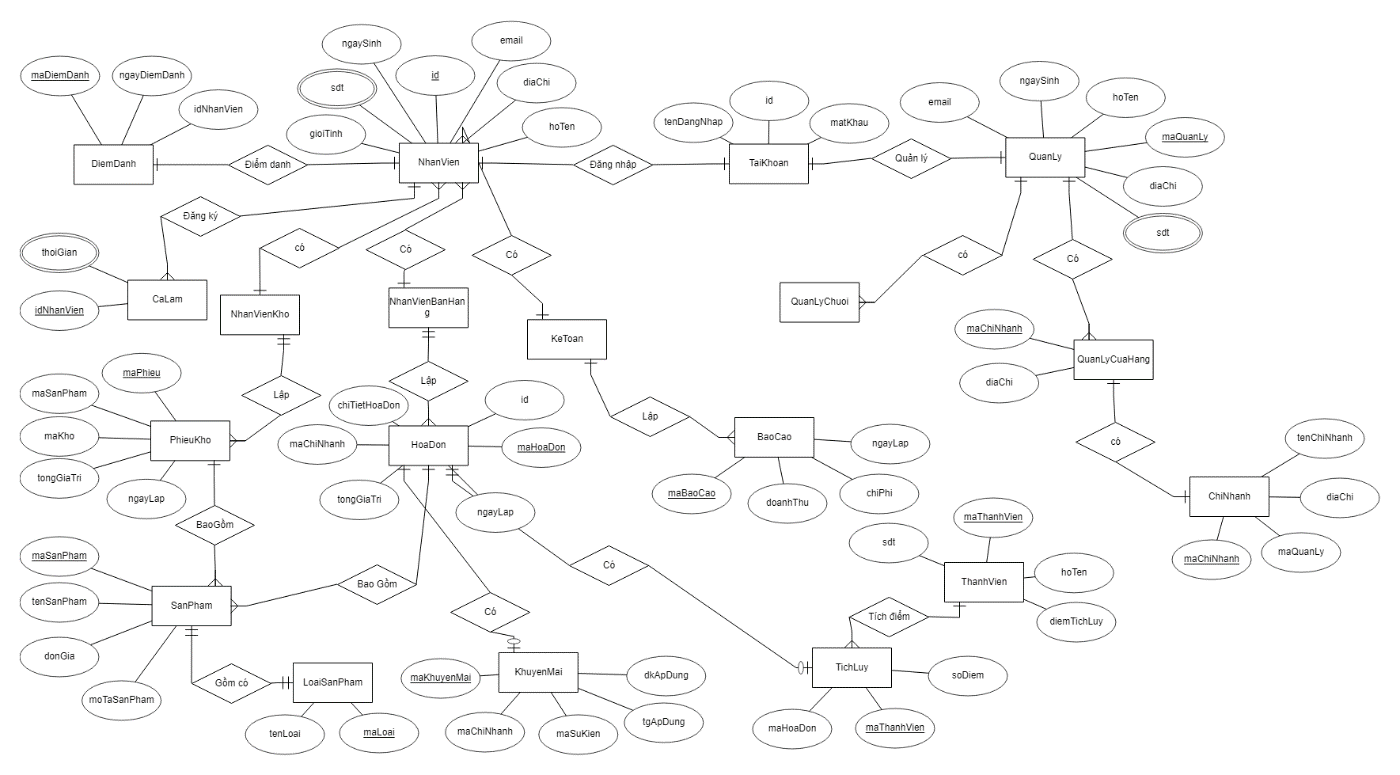 email
ngaySinh
maDiemDanh
ngayDiemDanh
id
sdt
diaChi
idNhanVien
gioiTinh
hoTen
DiemDanh
Điểm danh
NhanVien
Đăng nhập
tenDangNhap
id
matKhau
TaiKhoan
Quản lý
email
ngaySinh
hoTen
maQuanLy
QuanLy
diaChi
sdt
Đăng ký
thoiGian
idNhanVien
CaLam
có
Có
Có
có
Có
NhanVienKho
NhanVienBanHan
g
KeToan
QuanLyChuoi
maChiNhanh
diaChi
QuanLyCuaHang
maPhieu
maSanPham
maKho
tongGiaTri
ngayLap
PhieuKho
Lập
Lập
chiTietHoaDon
id
maChiNhanh
HoaDon
maHoaDon
tongGiaTri
ngayLap
Lập
BaoCao
ngayLap
maBaoCao
doanhThu
chiPhi
có
tenChiNhanh
ChiNhanh
diaChi
maChiNhanh
maQuanLy
BaoGồm
maSanPham
tenSanPham
SanPham
donGia
moTaSanPham
Bao Gồm
Có
Có
maThanhVien
sdt
ThanhVien
hoTen
diemTichLuy
Tích điểm
Gồm có
LoaiSanPham
tenLoai
maLoai
maKhuyenMai
KhuyenMai
dkApDung
tgApDung
maChiNhanh
maSuKien
TichLuy
soDiem
maHoaDon
maThanhVien